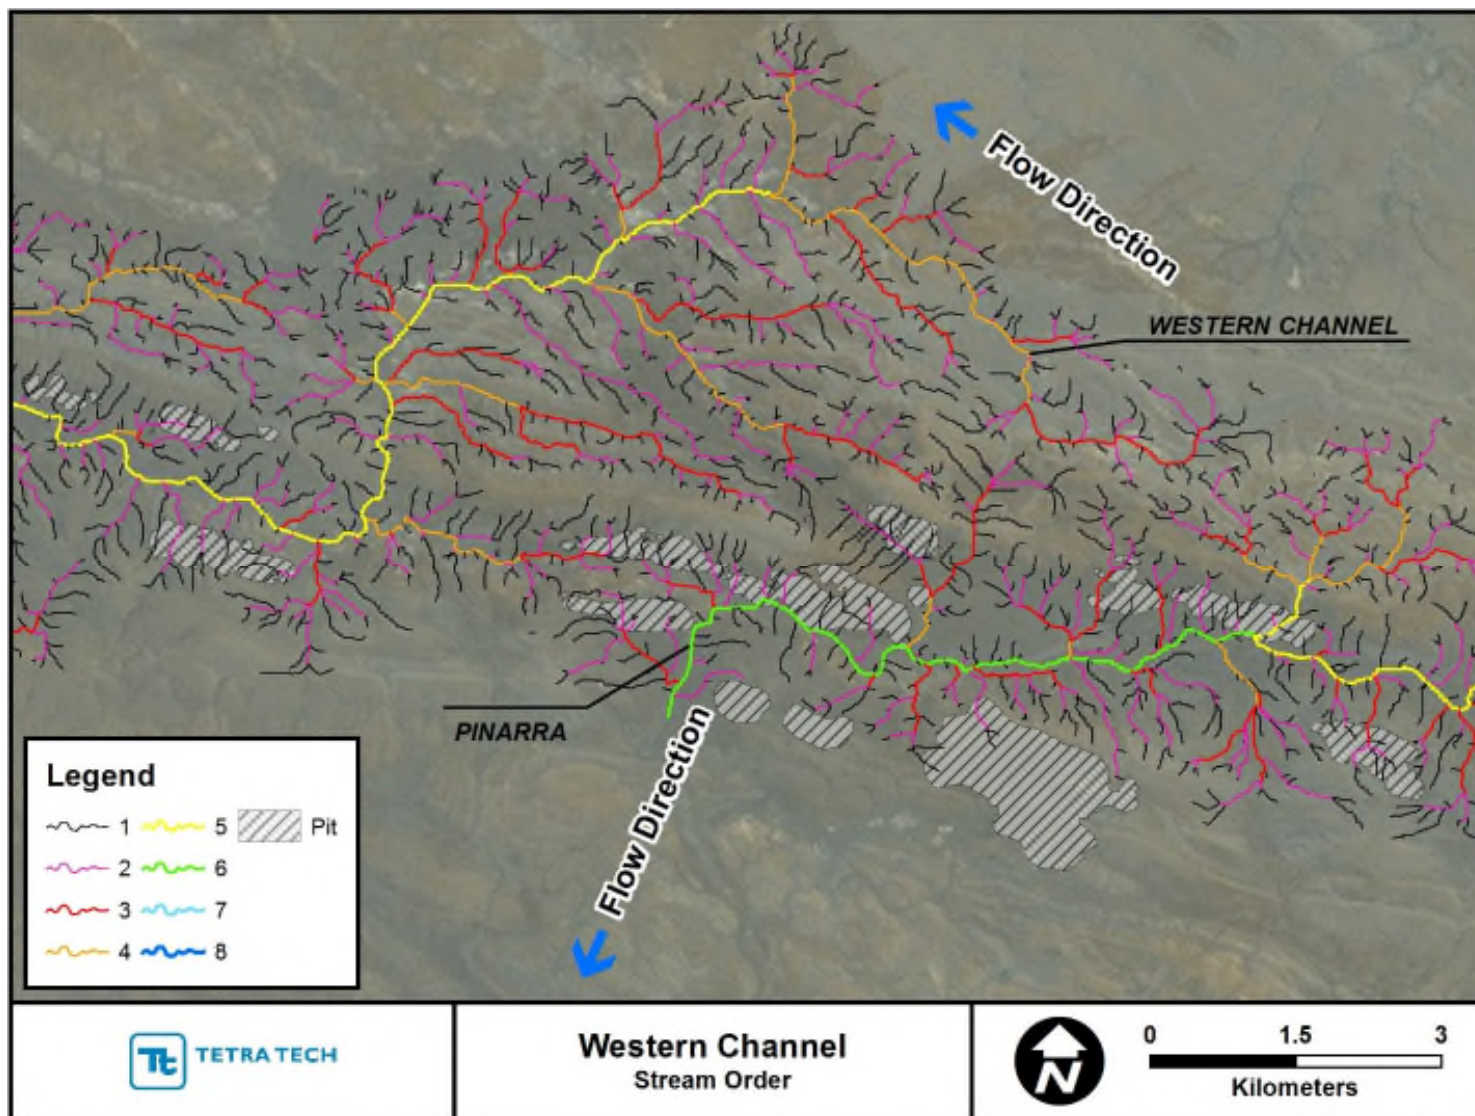 Flow Direction
WESTERN CHANNEL
PINARRA
Flow Direction
Legend
1 5 Pit
2 6
3 7
4 8
Tt TETRA TECH
Western Channel
Stream Order
N
0 1.5 3
Kilometers